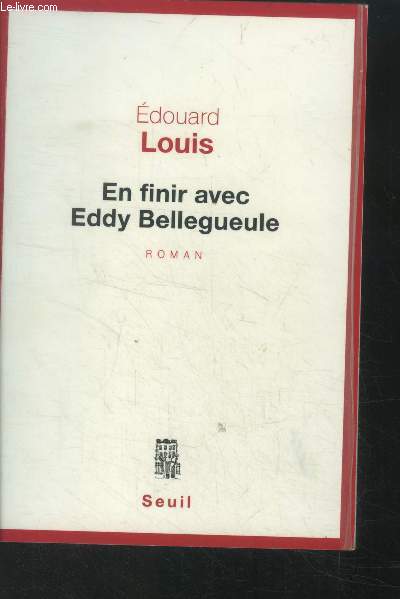 Le-livre.com
Édouard
Louis
En finir avec
Eddy Bellegueule
ROMAN
Seuil